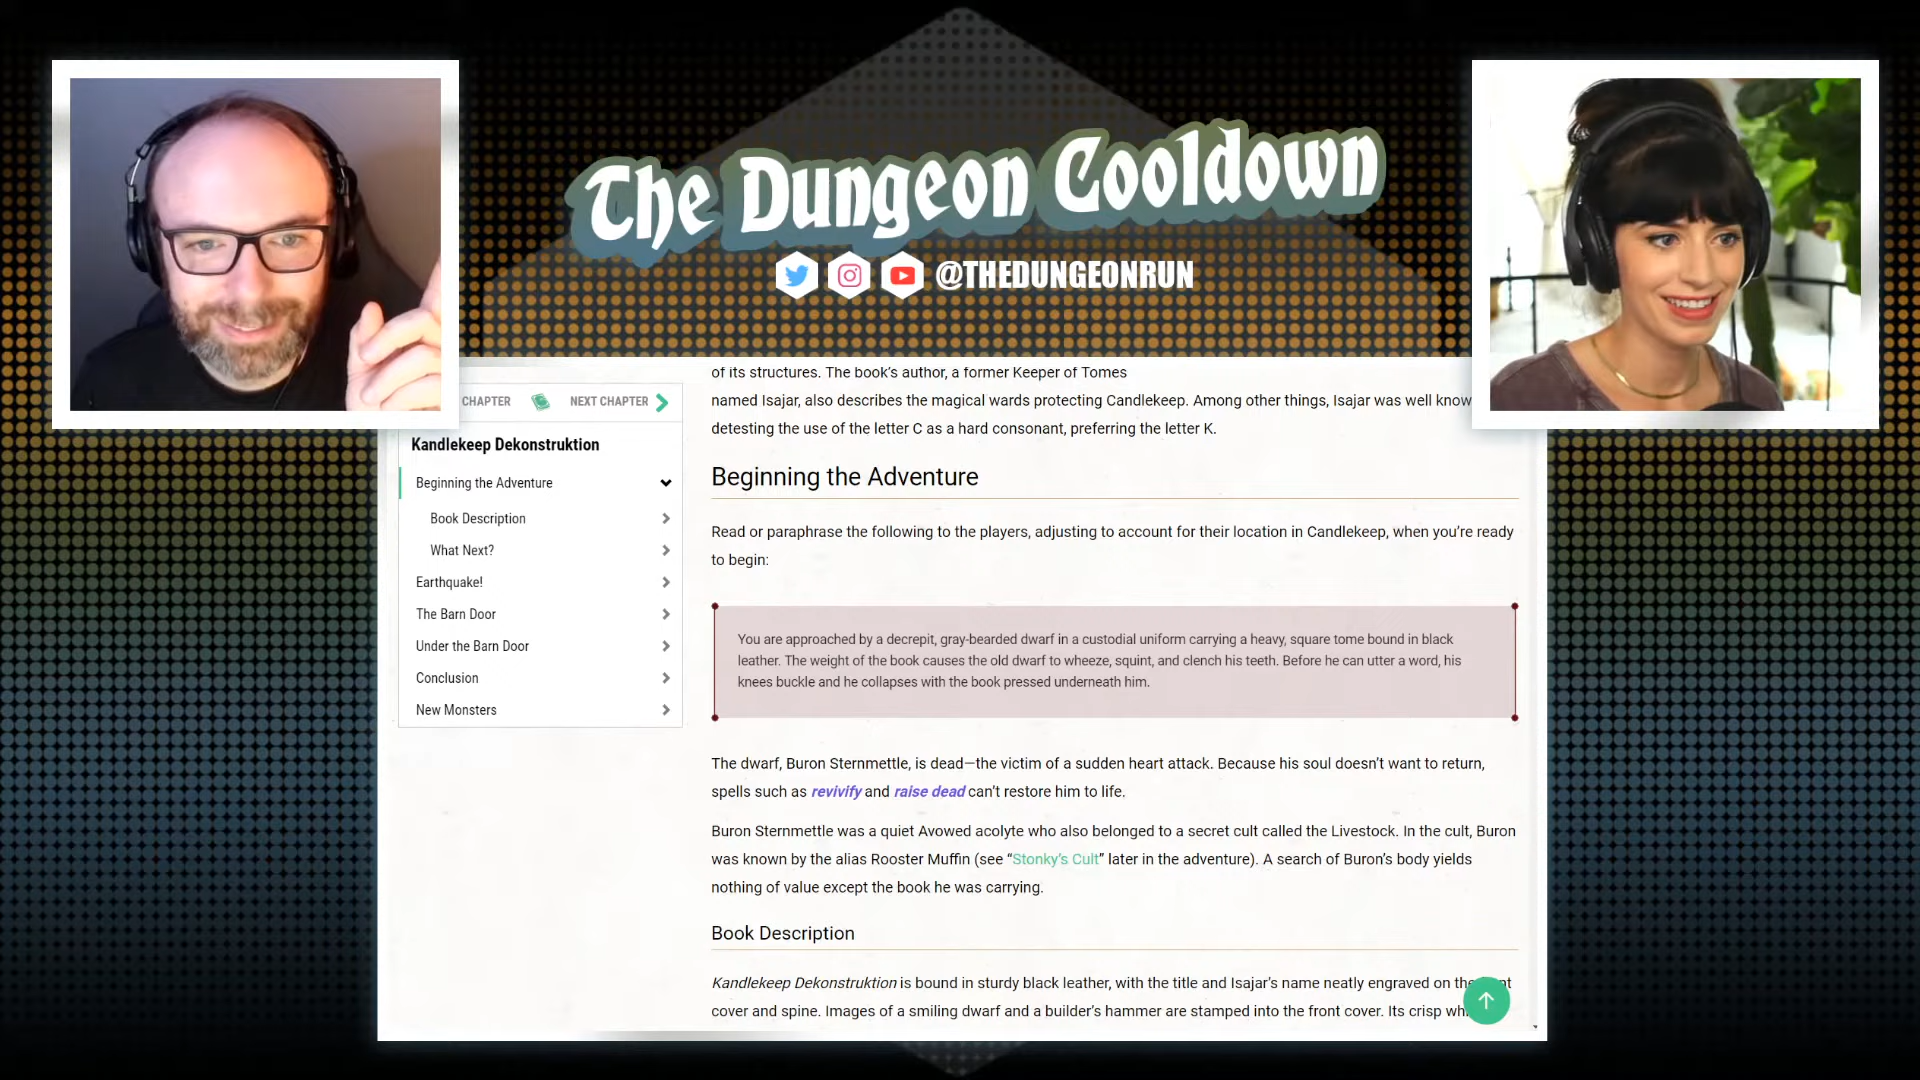 The Dungeon Cooldown
@THEDUNGEONRUN
of its structures. The book's author, a former Keeper of Tomes
named Isajar, also describes the magical wards protecting Candlekeep. Among other things, Isajar was well
detesting the use of the letter C as a hard consonant, preferring the letter K.
CHAPTER
NEXT CHAPTER
Kandlekeep Dekonstruktion
Beginning the Adventure
Book Description
What Next?
Earthquake!
The Barn Door
Under the Barn Door
Conclusion
New Monsters
Beginning the Adventure
Read or paraphrase the following to the players, adjusting to account for their location in Candlekeep, when you're ready
to begin:
You are approached by a decrepit, gray-bearded dwarf in a custodial uniform carrying a heavy, square tome bound in black
leather. The weight of the book causes the old dwarf to wheeze, squint, and clench his teeth. Before he can utter a word, his
knees buckle and he collapses with the book pressed underneath him.
The dwarf, Buron Sternmettle, is dead—the victim of a sudden heart attack. Because his soul doesn't want to return,
spells such as revivify and raise dead can't restore him to life.
Buron Sternmettle was a quiet Avowed acolyte who also belonged to a secret cult called the Livestock. In the cult, Buron
was known by the alias Rooster Muffin (see “Stonky's Cult” later in the adventure). A search of Buron's body yields
nothing of value except the book he was carrying.
Book Description
Kandlekeep Dekonstruktion is bound in sturdy black leather, with the title and Isajar's name neatly engraved on the
cover and spine. Images of a smiling dwarf and a builder's hammer are stamped into the front cover. Its crisp